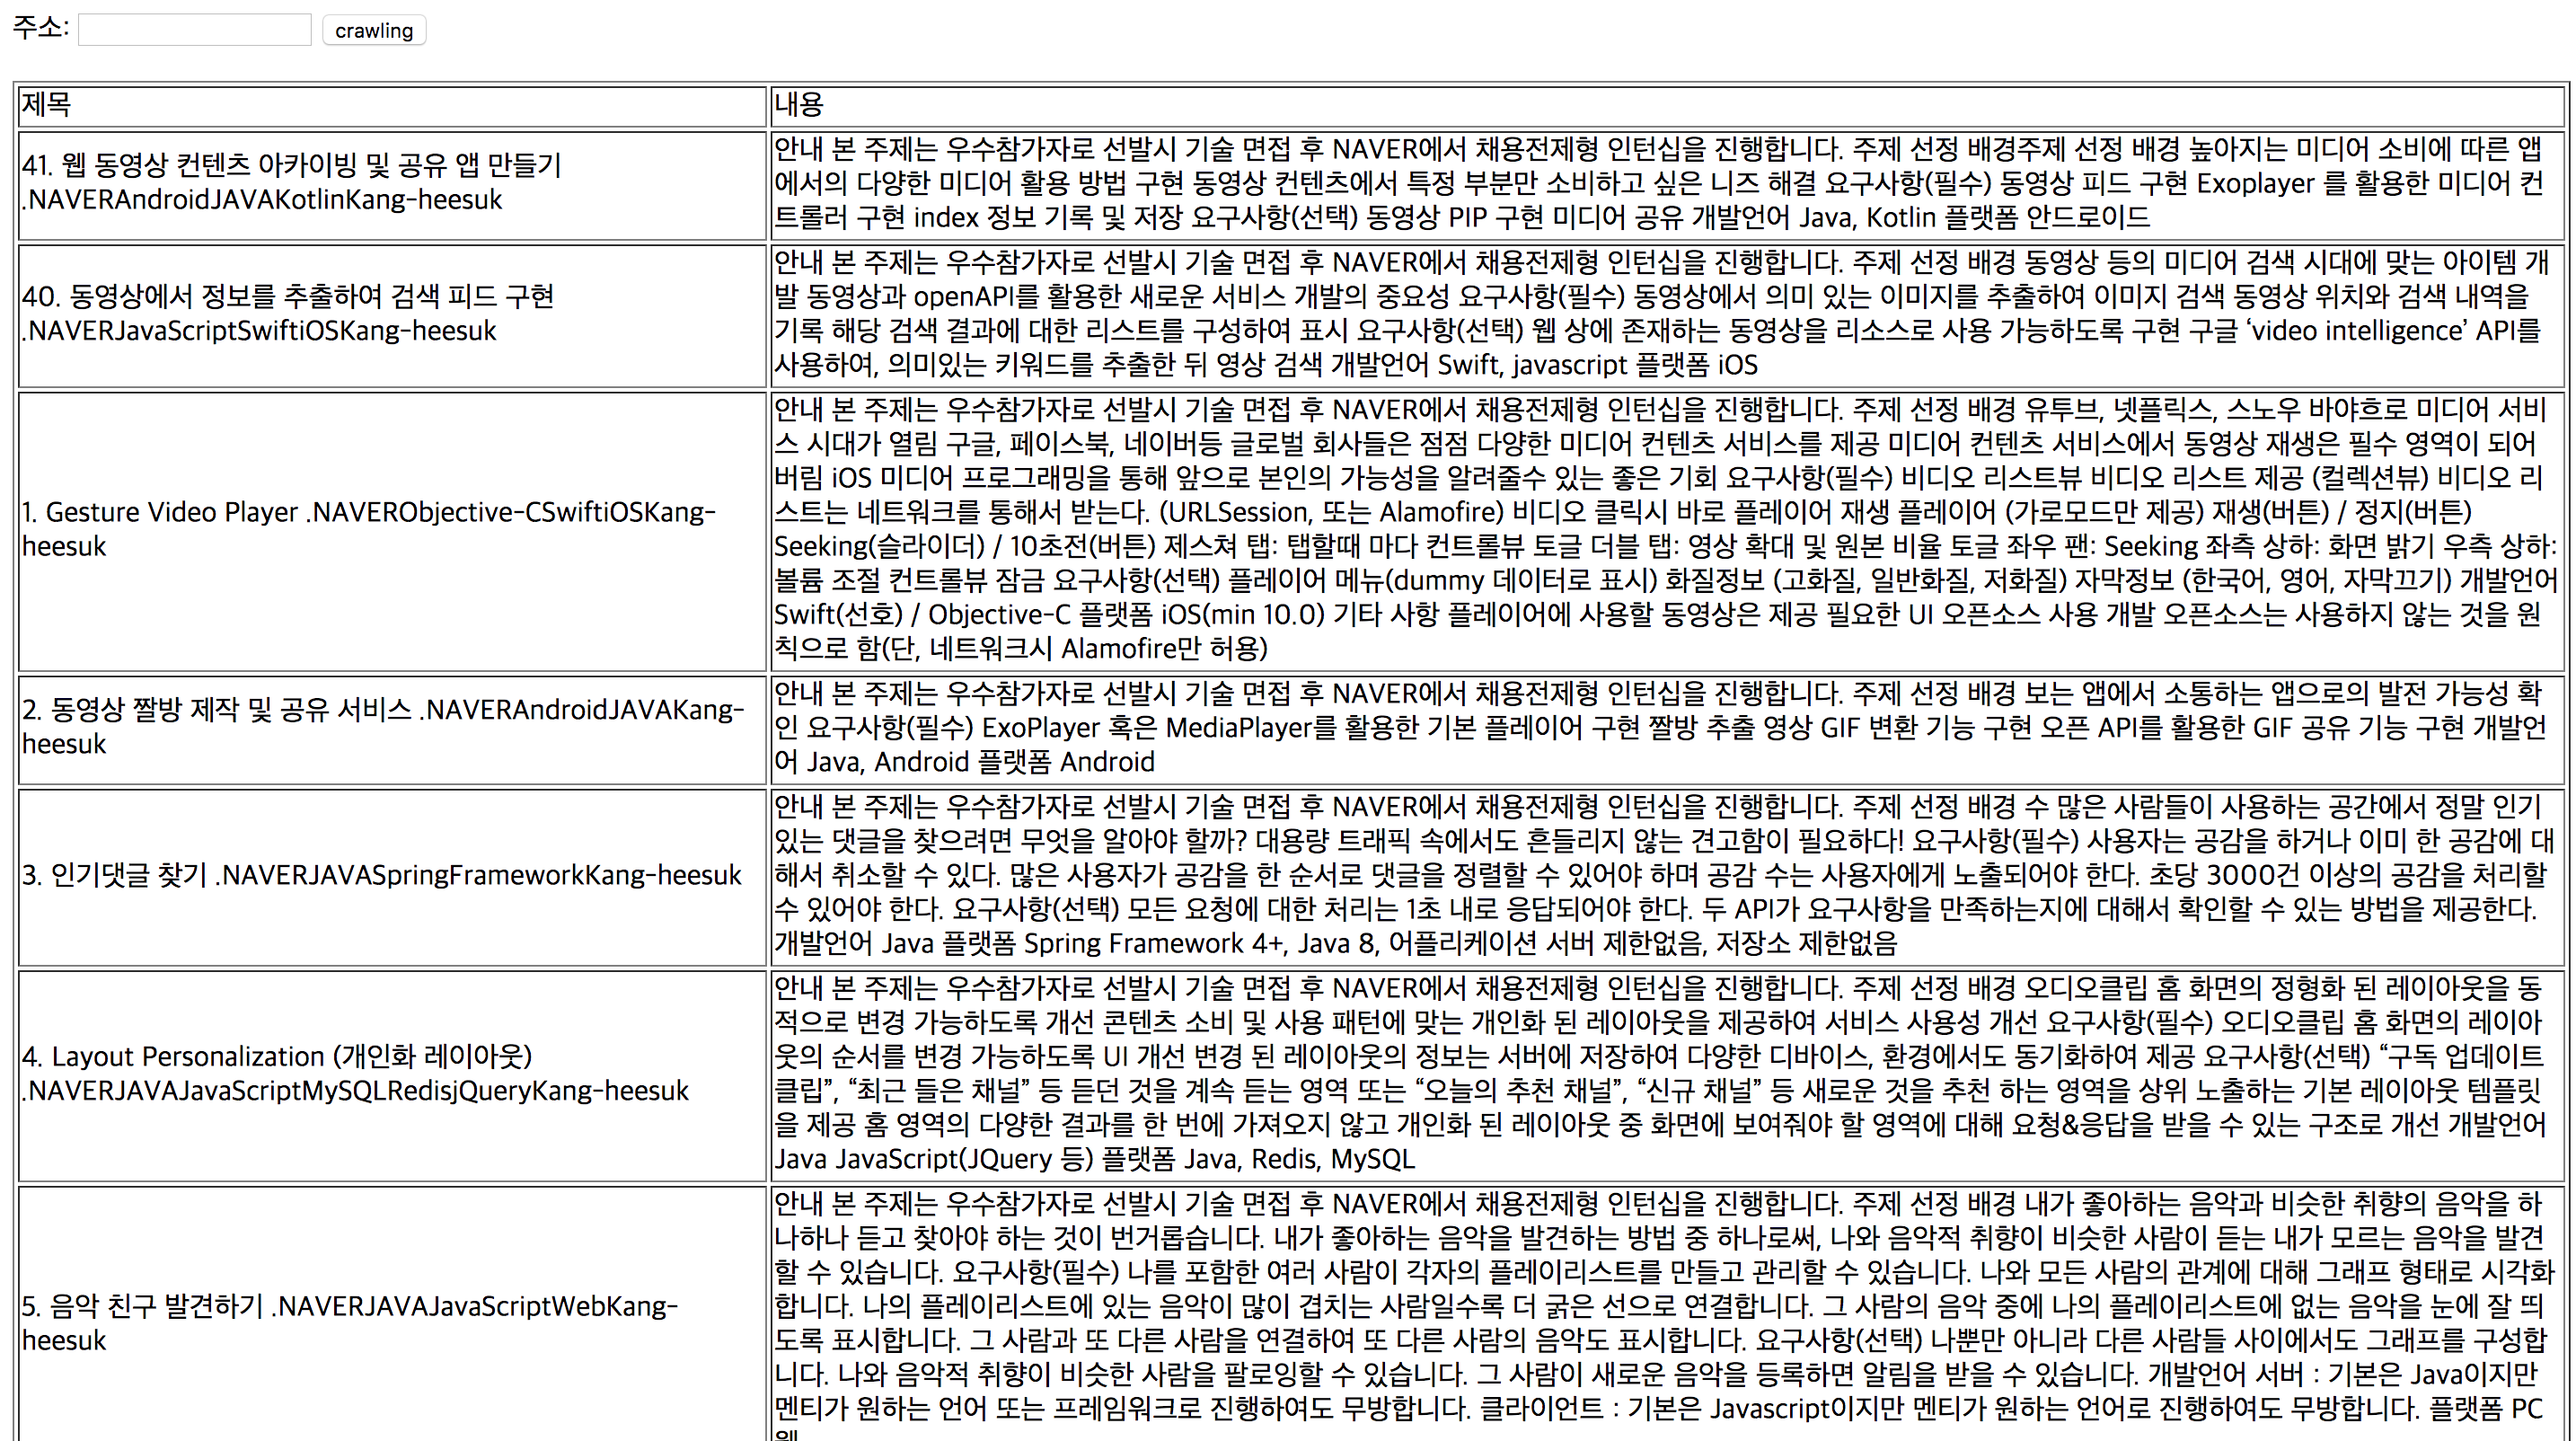 주소:
crawling
제목
내용
41. 웹 동영상 컨텐츠 아카이빙 및 공유 앱 만들기
.NAVERAndroidJAVAKotlinKang-heesuk
안내 본 주제는 우수참가자로 선발시 기술 면접 후 NAVER에서 채용전제형 인턴십을 진행합니다. 주제 선정 배경주제 선정 배경 높아지는 미디어 소비에 따른 앱
에서의 다양한 미디어 활용 방법 구현 동영상 컨텐츠에서 특정 부분만 소비하고 싶은 니즈 해결 요구사항(필수) 동영상 피드 구현 Exoplayer 를 활용한 미디어 컨
트롤러 구현 index 정보 기록 및 저장 요구사항(선택) 동영상 PIP 구현 미디어 공유 개발언어 Java, Kotlin 플랫폼 안드로이드
40. 동영상에서 정보를 추출하여 검색 피드 구현
.NAVERJavaScriptSwiftiOSKang-heesuk
안내 본 주제는 우수참가자로 선발시 기술 면접 후 NAVER에서 채용전제형 인턴십을 진행합니다. 주제 선정 배경 동영상 등의 미디어 검색 시대에 맞는 아이템 개
발 동영상과 openAPI를 활용한 새로운 서비스 개발의 중요성 요구사항(필수) 동영상에서 의미 있는 이미지를 추출하여 이미지 검색 동영상 위치와 검색 내역을
기록 해당 검색 결과에 대한 리스트를 구성하여 표시 요구사항(선택) 웹 상에 존재하는 동영상을 리소스로 사용 가능하도록 구현 구글 ‘video intelligence’ API를
사용하여, 의미있는 키워드를 추출한 뒤 영상 검색 개발언어 Swift, javascript 플랫폼 iOS
1. Gesture Video Player .NAVERObjective-CSwiftiOSKang-
heesuk
안내 본 주제는 우수참가자로 선발시 기술 면접 후 NAVER에서 채용전제형 인턴십을 진행합니다. 주제 선정 배경 유투브, 넷플릭스, 스노우 바야흐로 미디어 서비
스 시대가 열림 구글, 페이스북, 네이버등 글로벌 회사들은 점점 다양한 미디어 컨텐츠 서비스를 제공 미디어 컨텐츠 서비스에서 동영상 재생은 필수 영역이 되어
버림 iOS 미디어 프로그래밍을 통해 앞으로 본인의 가능성을 알려줄수 있는 좋은 기회 요구사항(필수) 비디오 리스트뷰 비디오 리스트 제공 (컬렉션뷰) 비디오 리
스트는 네트워크를 통해서 받는다. (URLSession, 또는 Alamofire) 비디오 클릭시 바로 플레이어 재생 플레이어 (가로모드만 제공) 재생(버튼) / 정지(버튼)
Seeking(슬라이더) / 10초전(버튼) 제스쳐 탭: 탭할때 마다 컨트롤뷰 토글 더블 탭: 영상 확대 및 원본 비율 토글 좌우 팬: Seeking 좌측 상하: 화면 밝기 우측 상하:
볼륨 조절 컨트롤뷰 잠금 요구사항(선택) 플레이어 메뉴(dummy 데이터로 표시) 화질정보 (고화질, 일반화질, 저화질) 자막정보 (한국어, 영어, 자막끄기) 개발언어
Swift(선호) / Objective-C 플랫폼 iOS(min 10.0) 기타 사항 플레이어에 사용할 동영상은 제공 필요한 UI 오픈소스 사용 개발 오픈소스는 사용하지 않는 것을 원
칙으로 함(단, 네트워크시 Alamofire만 허용)
2. 동영상 짤방 제작 및 공유 서비스 .NAVERAndroidJAVAKang-
heesuk
안내 본 주제는 우수참가자로 선발시 기술 면접 후 NAVER에서 채용전제형 인턴십을 진행합니다. 주제 선정 배경 보는 앱에서 소통하는 앱으로의 발전 가능성 확
인 요구사항(필수) ExoPlayer 혹은 MediaPlayer를 활용한 기본 플레이어 구현 짤방 추출 영상 GIF 변환 기능 구현 오픈 API를 활용한 GIF 공유 기능 구현 개발언
어 Java, Android 플랫폼 Android
3. 인기댓글 찾기 .NAVERJAVASpringFrameworkKang-heesuk
안내 본 주제는 우수참가자로 선발시 기술 면접 후 NAVER에서 채용전제형 인턴십을 진행합니다. 주제 선정 배경 수 많은 사람들이 사용하는 공간에서 정말 인기
있는 댓글을 찾으려면 무엇을 알아야 할까? 대용량 트래픽 속에서도 흔들리지 않는 견고함이 필요하다! 요구사항(필수) 사용자는 공감을 하거나 이미 한 공감에 대
해서 취소할 수 있다. 많은 사용자가 공감을 한 순서로 댓글을 정렬할 수 있어야 하며 공감 수는 사용자에게 노출되어야 한다. 초당 3000건 이상의 공감을 처리할
수 있어야 한다. 요구사항(선택) 모든 요청에 대한 처리는 1초 내로 응답되어야 한다. 두 API가 요구사항을 만족하는지에 대해서 확인할 수 있는 방법을 제공한다.
개발언어 Java 플랫폼 Spring Framework 4+, Java 8, 어플리케이션 서버 제한없음, 저장소 제한없음
4. Layout Personalization (개인화 레이아웃)
.NAVERJAVAJavaScriptMySQLRedisjQueryKang-heesuk
안내 본 주제는 우수참가자로 선발시 기술 면접 후 NAVER에서 채용전제형 인턴십을 진행합니다. 주제 선정 배경 오디오클립 홈 화면의 정형화 된 레이아웃을 동
적으로 변경 가능하도록 개선 콘텐츠 소비 및 사용 패턴에 맞는 개인화 된 레이아웃을 제공하여 서비스 사용성 개선 요구사항(필수) 오디오클립 홈 화면의 레이아
웃의 순서를 변경 가능하도록 UI 개선 변경 된 레이아웃의 정보는 서버에 저장하여 다양한 디바이스, 환경에서도 동기화하여 제공 요구사항(선택) “구독 업데이트
클립”, “최근 들은 채널” 등 듣던 것을 계속 듣는 영역 또는 “오늘의 추천 채널”, “신규 채널” 등 새로운 것을 추천 하는 영역을 상위 노출하는 기본 레이아웃 템플릿
을 제공 홈 영역의 다양한 결과를 한 번에 가져오지 않고 개인화 된 레이아웃 중 화면에 보여줘야 할 영역에 대해 요청&응답을 받을 수 있는 구조로 개선 개발언어
Java JavaScript(JQuery 등) 플랫폼 Java, Redis, MySQL
5. 음악 친구 발견하기 .NAVERJAVAJavaScriptWebKang-
heesuk
안내 본 주제는 우수참가자로 선발시 기술 면접 후 NAVER에서 채용전제형 인턴십을 진행합니다. 주제 선정 배경 내가 좋아하는 음악과 비슷한 취향의 음악을 하
나하나 듣고 찾아야 하는 것이 번거롭습니다. 내가 좋아하는 음악을 발견하는 방법 중 하나로써, 나와 음악적 취향이 비슷한 사람이 듣는 내가 모르는 음악을 발견
할 수 있습니다. 요구사항(필수) 나를 포함한 여러 사람이 각자의 플레이리스트를 만들고 관리할 수 있습니다. 나와 모든 사람의 관계에 대해 그래프 형태로 시각화
합니다. 나의 플레이리스트에 있는 음악이 많이 겹치는 사람일수록 더 굵은 선으로 연결합니다. 그 사람의 음악 중에 나의 플레이리스트에 없는 음악을 눈에 잘 띄
도록 표시합니다. 그 사람과 또 다른 사람을 연결하여 또 다른 사람의 음악도 표시합니다. 요구사항(선택) 나뿐만 아니라 다른 사람들 사이에서도 그래프를 구성합
니다. 나와 음악적 취향이 비슷한 사람을 팔로잉할 수 있습니다. 그 사람이 새로운 음악을 등록하면 알림을 받을 수 있습니다. 개발언어 서버 : 기본은 Java이지만
멘티가 원하는 언어 또는 프레임워크로 진행하여도 무방합니다. 클라이언트 : 기본은 Javascript이지만 멘티가 원하는 언어로 진행하여도 무방합니다. 플랫폼 PC